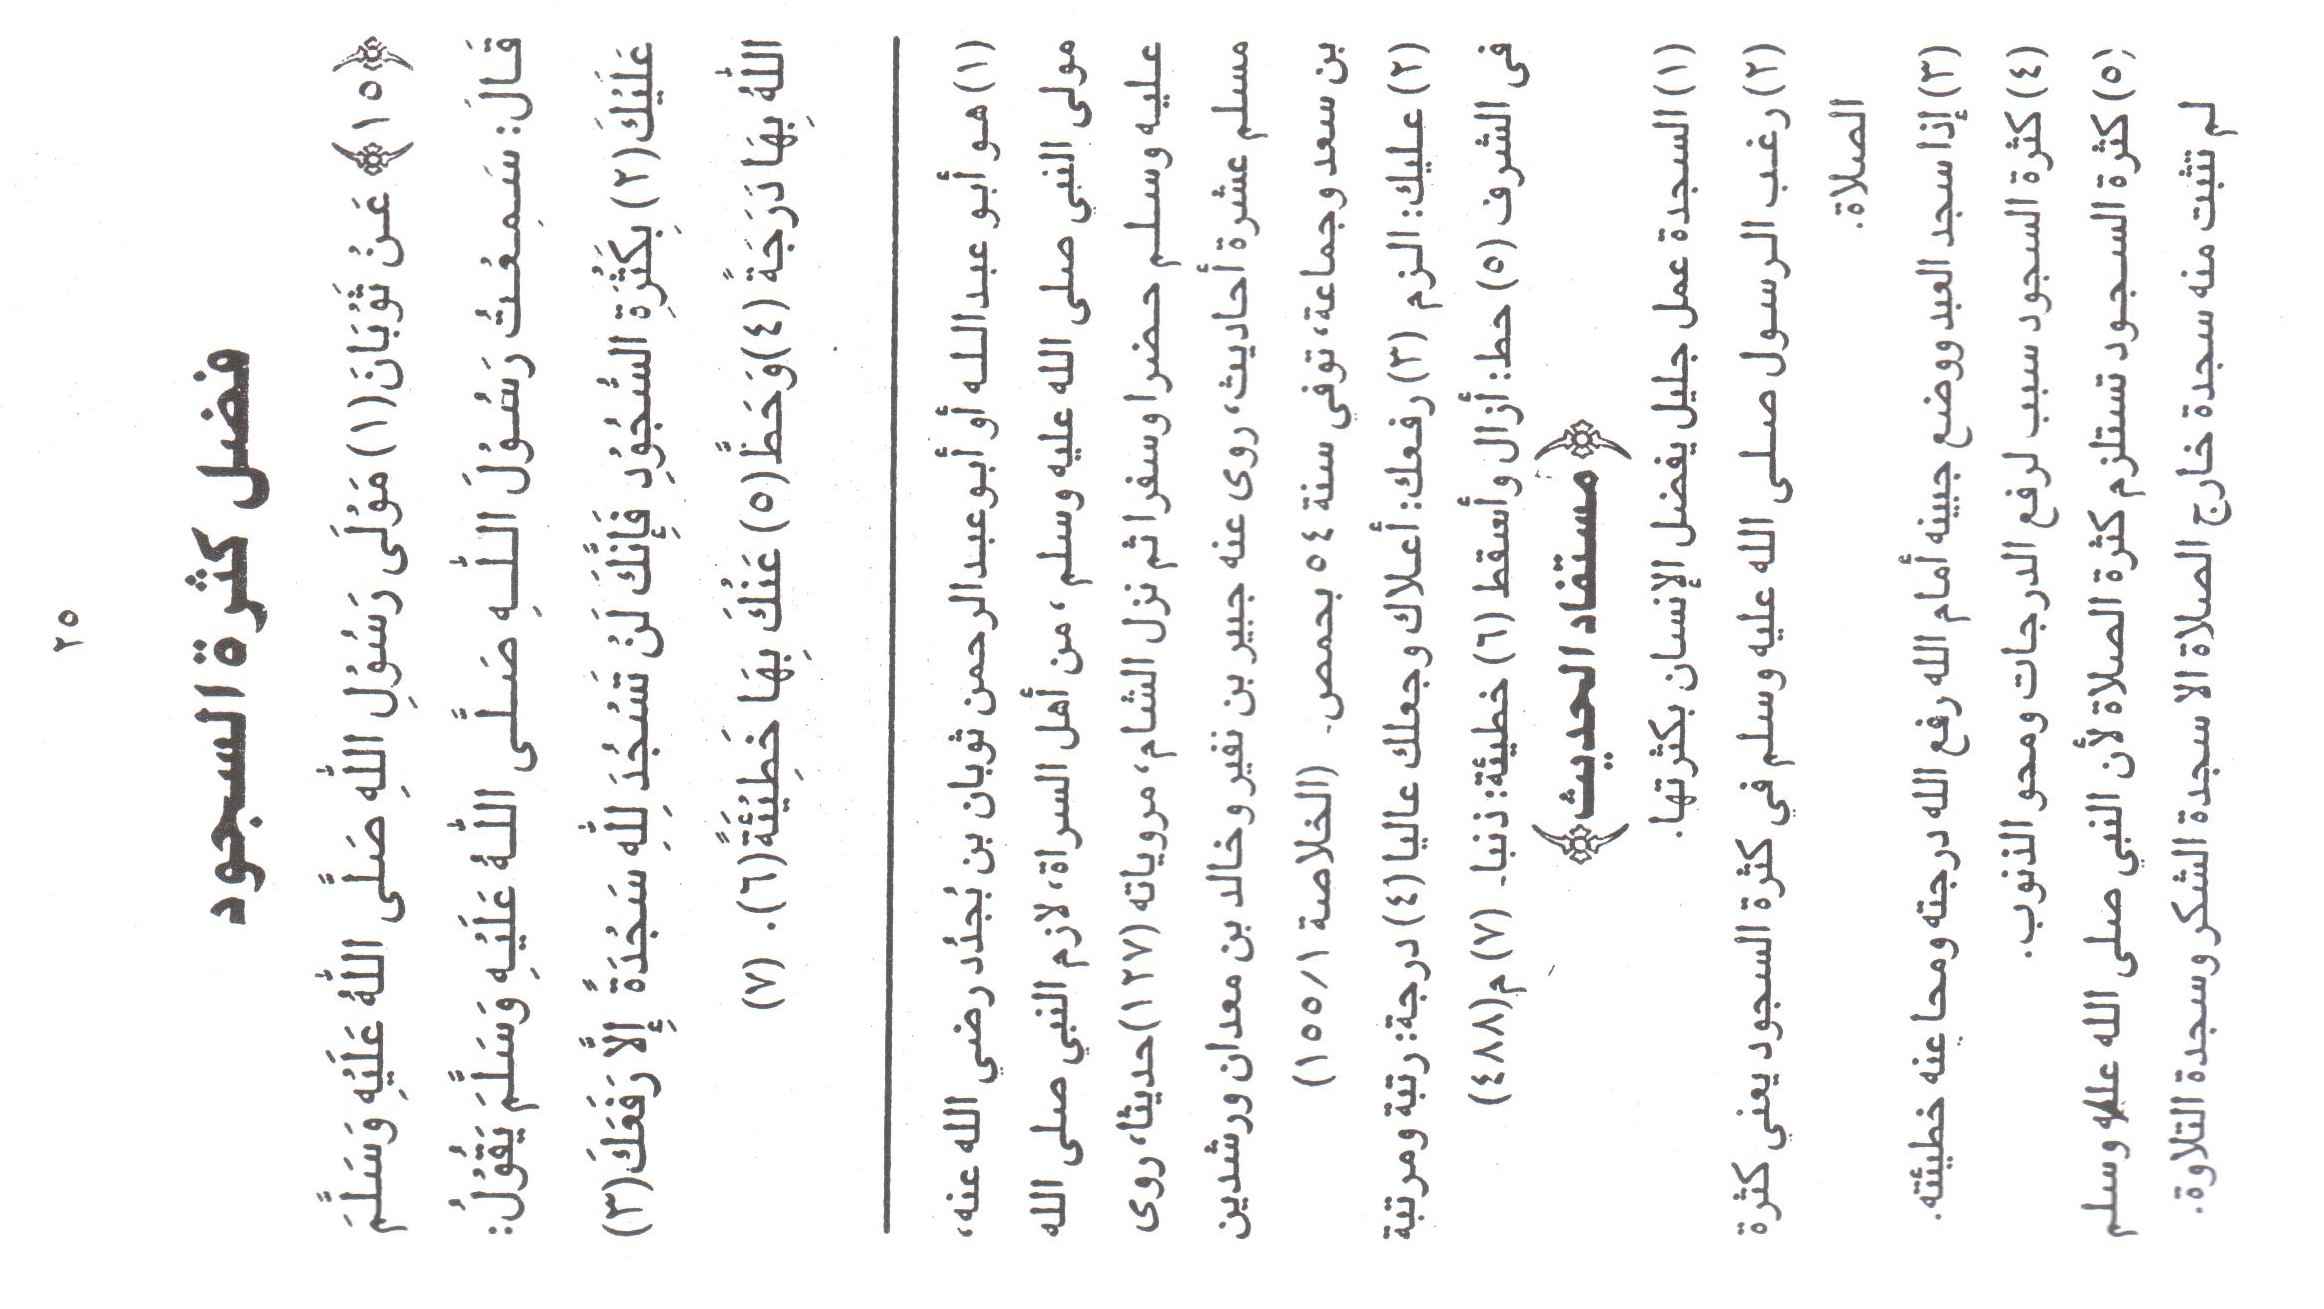 ٢٥
فضل كثرة السجود
﴿١٥﴾ عَنْ ثَوْبَانَ(١) مَوْلَى رَسُوْلِ اللّٰهِ صَلَّى اللّٰهُ عَلَيْهِ وَسَلَّمَ
قَالَ: سَمِعْتُ رَسُوْلَ اللّٰهِ صَلَّى اللّٰهُ عَلَيْهِ وَسَلَّمَ يَقُوْلُ:
عَلَيْكَ(٢) بِكَثْرَةِ السُّجُوْدِ فَإِنَّكَ لَنْ تَسْجُدَ لِلّٰهِ سَجْدَةً إِلَّا رَفَعَكَ(٣)
اللّٰهُ بِهَا دَرَجَةً (٤)وَحَطَّ(٥) عَنْكَ بِهَا خَطِيْئَةً(٦). (٧)
(١) هو أبو عبدالله أو أبوعبدالرحمن ثوبان بن بُجدُد رضي الله عنه،
مولى النبي صلى الله عليه وسلم ، من أهل السراة، لازم النبي صلى الله
عليه وسلم حضرا وسفرا ثم نزل الشام، مروياته (١٢٧)حديثا، روى
مسلم عشرة أحاديث، روى عنه جبير بن نفير وخالد بن معدان ورشدين
بن سعد وجماعة، توفي سنة ٥٤ بحمص۔ (الخلاصة ١/١٥٥)
(٢) عليك: الزم (٣) رفعك: أعلاك وجعلك عاليا (٤) درجة: رتبة ومرتبة
فى الشرف (٥) حط: أزال وأسقط (٦) خطيئة: ذنبا۔ (٧) م(٤٨٨)
﴿مستفاد الحديث﴾
(١) السجدة عمل جليل يفضل الإنسان بكثرتها.
(٢) رغب الرسول صلى الله عليه وسلم في كثرة السجود يعني كثرة
الصلاة.
(٣) إذا سجد العبد ووضع جبينه أمام الله رفع الله درجته ومحا عنه خطيئته.
(٤) كثرة السجود سبب لرفع الدرجات ومحو الذنوب.
(٥) كثرة السجود تستلزم كثرة الصلاة لأن النبي صلى الله عليه وسلم
لم تثبت منه سجدة خارج الصلاة الا سجدة الشكر وسجدة التلاوة.